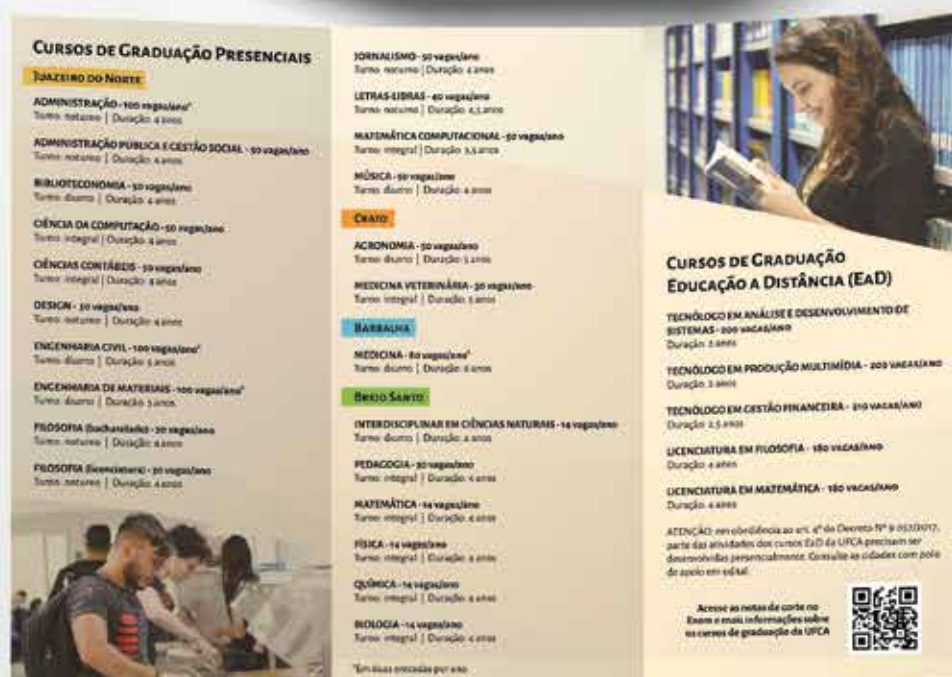 CURSOS DE GRADUAÇÃO PRESENCIAIS
JUAZEIRO DO NORTE
ADMINISTRAÇÃO - 100 vagas/ano*
Turno: noturno | Duração: 4 anos
ADMINISTRAÇÃO PÚBLICA E GESTÃO SOCIAL - 50 vagas/ano
Turno: noturno | Duração: 4 anos
BIBLIOTECONOMIA - 50 vagas/ano
Turno: diurno | Duração: 4 anos
CIÊNCIA DA COMPUTAÇÃO - 50 vagas/ano
Turno: integral | Duração: 4 anos
CIÊNCIAS CONTÁBEIS - 50 vagas/ano
Turno: integral | Duração: 4 anos
DESIGN - 50 vagas/ano
Turno: noturno | Duração: 4 anos
ENGENHARIA CIVIL - 100 vagas/ano*
Turno: diurno | Duração: 5 anos
ENGENHARIA DE MATERIAIS - 100 vagas/ano*
Turno: diurno | Duração: 5 anos
FILOSOFIA (bacharelado) - 20 vagas/ano
Turno: noturno | Duração: 4 anos
FILOSOFIA (licenciatura) - 30 vagas/ano
Turno: noturno | Duração: 4 anos
JORNALISMO - 50 vagas/ano
Turno: noturno | Duração: 4 anos
LETRAS-LIBRAS - 40 vagas/ano
Turno: noturno | Duração: 4,5 anos
MATEMÁTICA COMPUTACIONAL - 50 vagas/ano
Turno: integral | Duração: 3,5 anos
MÚSICA - 50 vagas/ano
Turno: diurno | Duração: 4 anos
CRATO
AGRONOMIA - 50 vagas/ano
Turno: diurno | Duração: 5 anos
MEDICINA VETERINÁRIA - 50 vagas/ano
Turno: integral | Duração: 5 anos
BARBALHA
MEDICINA - 80 vagas/ano*
Turno: diurno | Duração: 6 anos
BREJO SANTO
INTERDISCIPLINAR EM CIÊNCIAS NATURAIS - 14 vagas/ano
Turno: diurno | Duração: anos
PEDAGOGIA - 50 vagas/ano
Turno: integral | Duração: 4 anos
MATEMÁTICA - 14 vagas/ano
Turno: integral | Duração: 4 anos
FÍSICA - 14 vagas/ano
Turno: integral | Duração: 4 anos
QUÍMICA - 14 vagas/ano
Turno: integral | Duração: 4 anos
BIOLOGIA - 14 vagas/ano
Turno: integral | Duração: 4 anos
*Em duas entradas por ano
CURSOS DE GRADUAÇÃO
EDUCAÇÃO A DISTÂNCIA (EAD)
TECNÓLOGO EM ANÁLISE E DESENVOLVIMENTO DE
SISTEMAS - 200 VAGAS/ANO
Duração: anos
TECNÓLOGO EM PRODUÇÃO MULTIMÍDIA - 200 VAGAS/ANO
Duração: anos
TECNÓLOGO EM GESTÃO FINANCEIRA - 210 VAGAS/ANO
Duração: 2,5 anos
LICENCIATURA EM FILOSOFIA - 180 VAGAS/ANO
Duração: 4 anos
LICENCIATURA EM MATEMÁTICA - 180 VAGAS/ANO
Duração: 4 anos
ATENÇÃO: em obediência ao art. 4º do Decreto Nº 9.057/2017,
parte das atividades dos cursos EaD da UFCA precisam ser
desenvolvidas presencialmente. Consulte as cidades com polo
de apoio em edital.
Acesse as notas de corte no
Enem e mais informações sobre
os cursos de graduação da UFCA